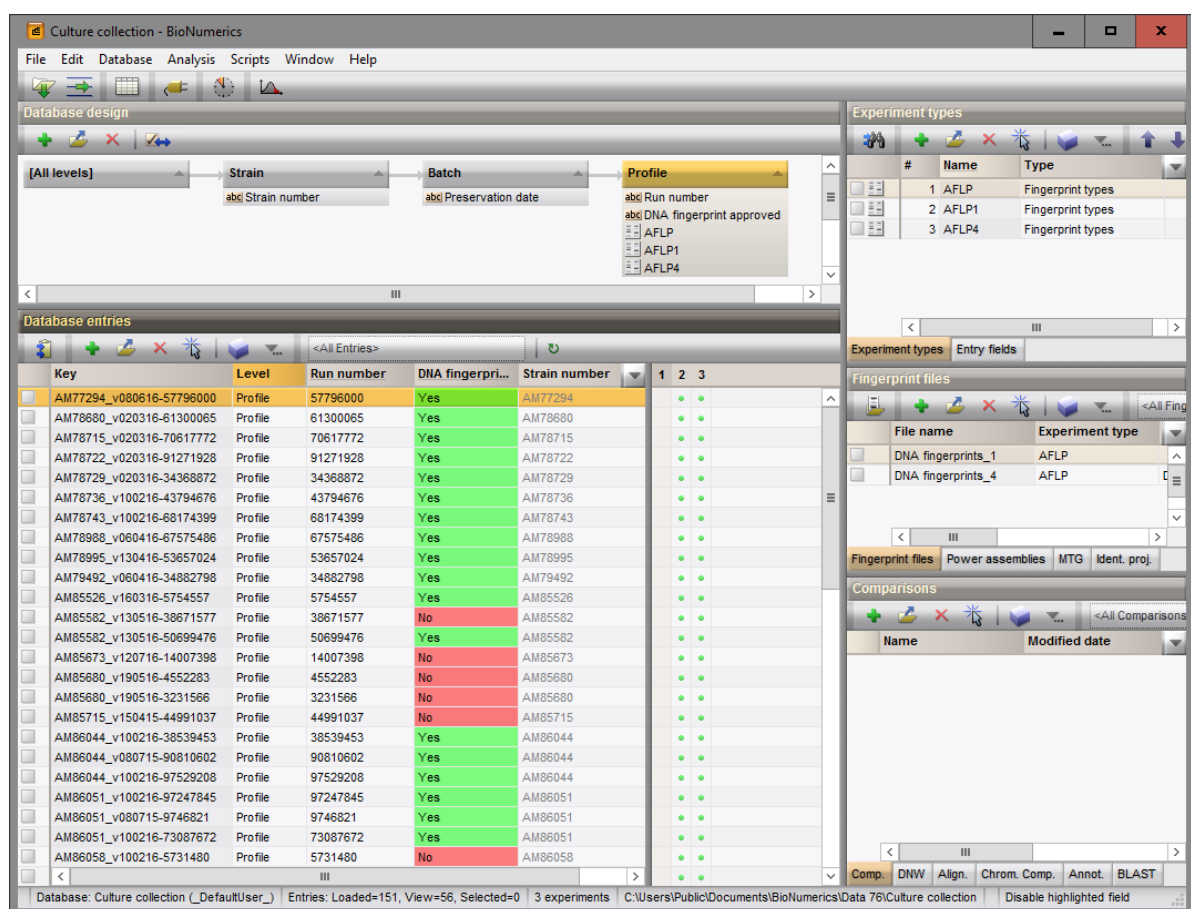 Culture collection - BioNumerics
File Edit Database Analysis Scripts Window Help
Database design
[All levels] Strain Batch Profile
abc Strain number abc Preservation date abc Run number
abc DNA fingerprint approved
AFLP
AFLP1
AFLP4
Database entries
<All Entries>
Key Level Run number DNA fingerpri... Strain number 1 2 3
AM77294_v080616-57796000 Profile 57796000 Yes AM77294
AM78680_v020316-61300065 Profile 61300065 Yes AM78680
AM78715_v020316-70617772 Profile 70617772 Yes AM78715
AM78722_v020316-91271928 Profile 91271928 Yes AM78722
AM78729_v020316-34368872 Profile 34368872 Yes AM78729
AM78736_v100216-43794676 Profile 43794676 Yes AM78736
AM78743_v100216-68174399 Profile 68174399 Yes AM78743
AM78988_v060416-67575486 Profile 67575486 Yes AM78988
AM78995_v130416-53657024 Profile 53657024 Yes AM78995
AM79492_v060416-34882798 Profile 34882798 Yes AM79492
AM85526_v160316-5754557 Profile 5754557 Yes AM85526
AM85582_v130516-38671577 Profile 38671577 No AM85582
AM85582_v130516-50699476 Profile 50699476 Yes AM85582
AM85673_v120716-14007398 Profile 14007398 No AM85673
AM85680_v190516-4552283 Profile 4552283 No AM85680
AM85680_v190516-3231566 Profile 3231566 No AM85680
AM85715_v150415-44991037 Profile 44991037 No AM85715
AM86044_v100216-38539453 Profile 38539453 Yes AM86044
AM86044_v080715-90810602 Profile 90810602 Yes AM86044
AM86044_v100216-97529208 Profile 97529208 Yes AM86044
AM86051_v100216-97247845 Profile 97247845 Yes AM86051
AM86051_v080715-9746821 Profile 9746821 Yes AM86051
AM86051_v100216-73087672 Profile 73087672 Yes AM86051
AM86058_v100216-5731480 Profile 5731480 No AM86058
Experiment types
# Name Type
1 AFLP Fingerprint types
2 AFLP1 Fingerprint types
3 AFLP4 Fingerprint types
Experiment types Entry fields
Fingerprint files
<All Fing
File name Experiment type
DNA fingerprints_1 AFLP
DNA fingerprints_4 AFLP
Fingerprint files Power assemblies MTG Ident. proj.
Comparisons
<All Comparisons
Name Modified date
Comp. DNW Align. Chrom. Comp. Annot. BLAST
Database: Culture collection (_DefaultUser_) Entries: Loaded=151, View=56, Selected=0 3 experiments C:\Users\Public\Documents\BioNumerics\Data 76\Culture collection Disable highlighted field